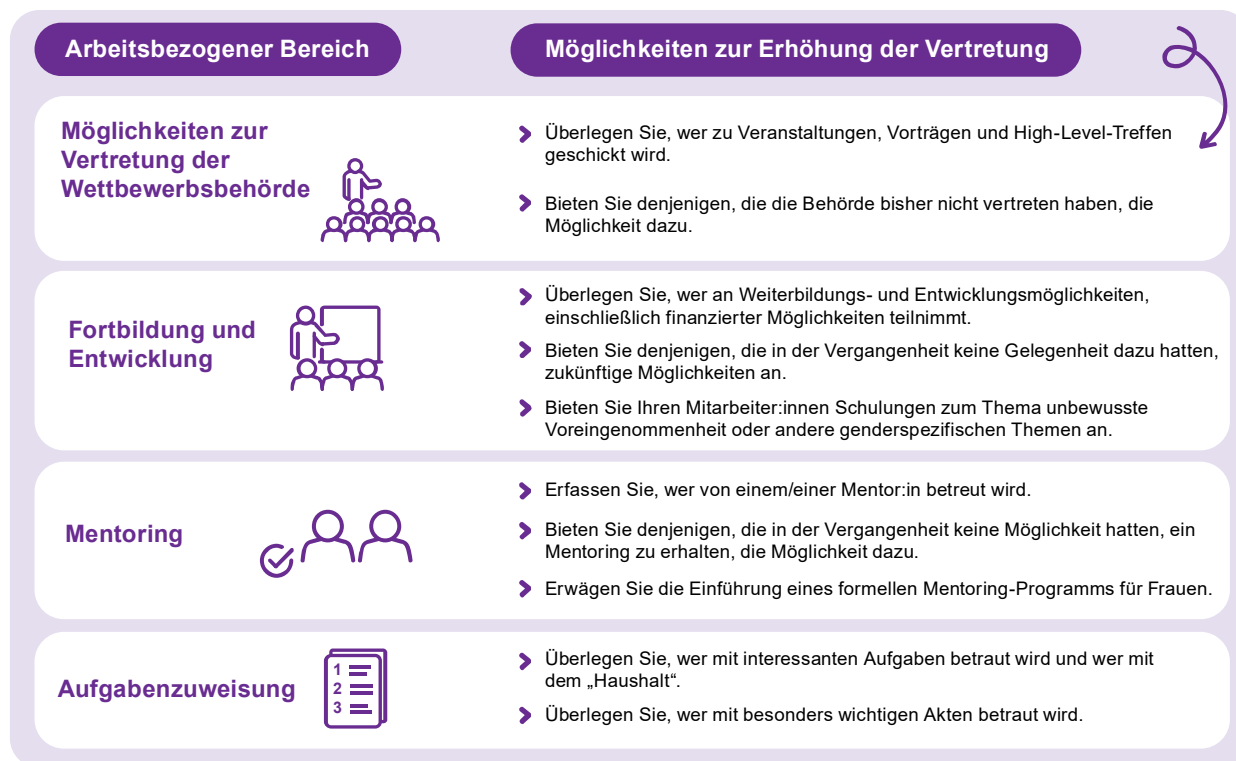 Arbeitsbezogener Bereich
Möglichkeiten zur Erhöhung der Vertretung
Möglichkeiten zur
Vertretung der
Wettbewerbsbehörde
Überlegen Sie, wer zu Veranstaltungen, Vorträgen und High-Level-Treffen
geschickt wird.
Bieten Sie denjenigen, die die Behörde bisher nicht vertreten haben, die
Möglichkeit dazu.
Fortbildung und
Entwicklung
Überlegen Sie, wer an Weiterbildungs- und Entwicklungsmöglichkeiten,
einschließlich finanzierter Möglichkeiten teilnimmt.
Bieten Sie denjenigen, die in der Vergangenheit keine Gelegenheit dazu hatten,
zukünftige Möglichkeiten an.
Bieten Sie Ihren Mitarbeiter:innen Schulungen zum Thema unbewusste
Voreingenommenheit oder andere genderspezifischen Themen an.
Mentoring
Erfassen Sie, wer von einem/einer Mentor:in betreut wird.
Bieten Sie denjenigen, die in der Vergangenheit keine Möglichkeit hatten, ein
Mentoring zu erhalten, die Möglichkeit dazu.
Erwägen Sie die Einführung eines formellen Mentoring-Programms für Frauen.
Aufgabenzuweisung
1
2
3
Überlegen Sie, wer mit interessanten Aufgaben betraut wird und wer mit
dem „Haushalt“.
Überlegen Sie, wer mit besonders wichtigen Akten betraut wird.